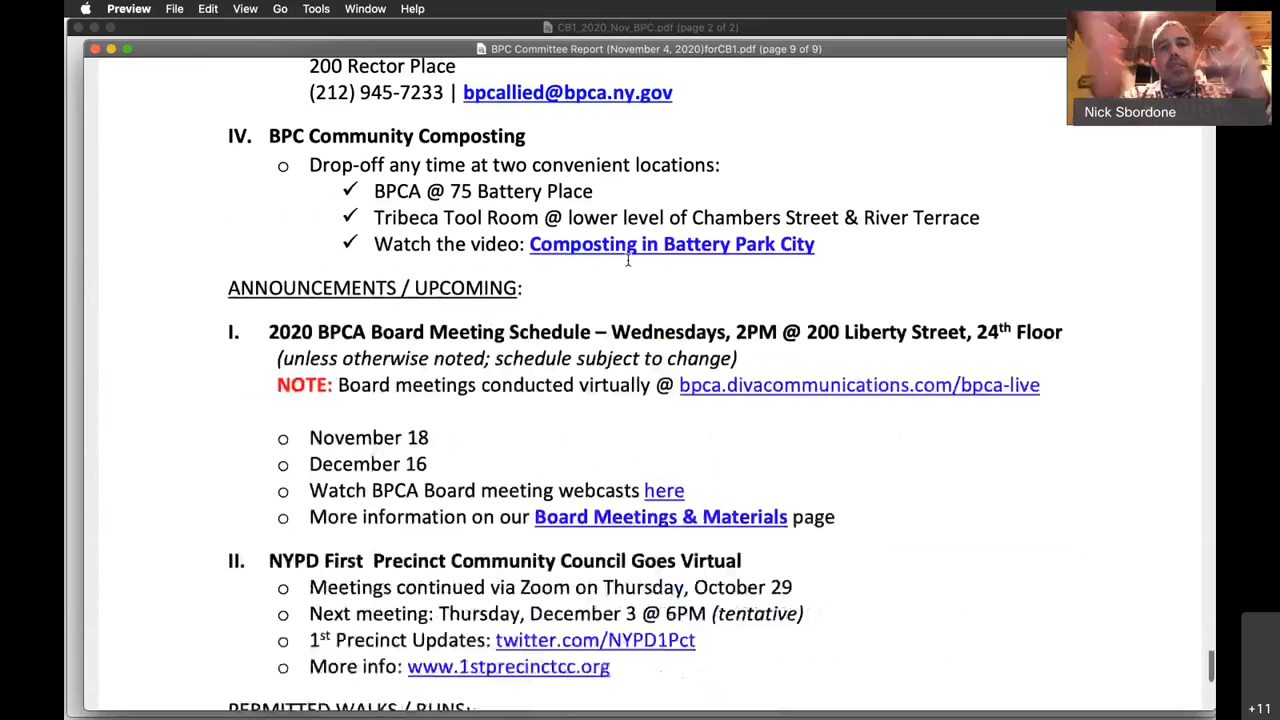 Preview File Edit View Go Tools Window Help
CB1_2020_Nov_BPC.pdf (page 2 of 2)
BPC Committee Report (November 4, 2020)forCB1.pdf (page 9 of 9)
Nick Sbordone
200 Rector Place
(212) 945-7233 | bpcallied@bpca.ny.gov
IV. BPC Community Composting
o Drop-off any time at two convenient locations:
✓ BPCA @ 75 Battery Place
✓ Tribeca Tool Room @ lower level of Chambers Street & River Terrace
✓ Watch the video: Composting in Battery Park City
ANNOUNCEMENTS / UPCOMING:
I. 2020 BPCA Board Meeting Schedule – Wednesdays, 2PM @ 200 Liberty Street, 24th Floor
(unless otherwise noted; schedule subject to change)
NOTE: Board meetings conducted virtually @ bpca.divacommunications.com/bpca-live
o November 18
o December 16
o Watch BPCA Board meeting webcasts here
o More information on our Board Meetings & Materials page
II. NYPD First Precinct Community Council Goes Virtual
o Meetings continued via Zoom on Thursday, October 29
o Next meeting: Thursday, December 3 @ 6PM (tentative)
o 1st Precinct Updates: twitter.com/NYPD1Pct
o More info: www.1stprecinctcc.org
PERMITTED WALKS / RUNS:
+11